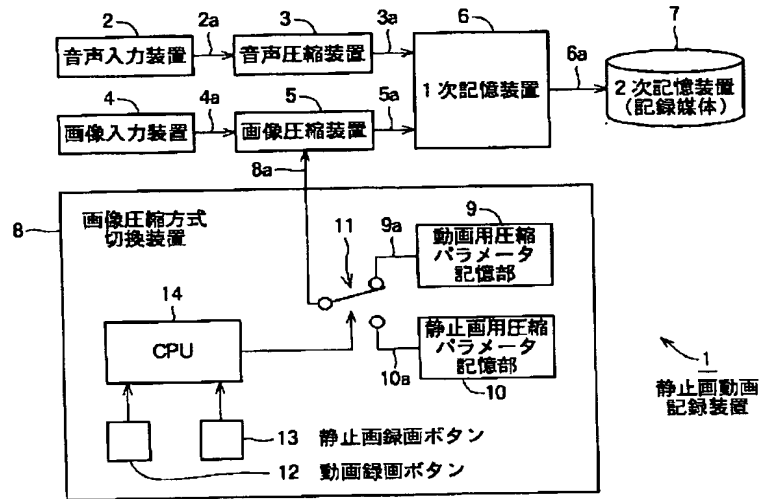 2
2a
3
3a
6
7
音声入力装置
音声圧縮装置
6a
1次記憶装置
2次記憶装置
(記録媒体)
4
4a
5
5a
画像入力装置
画像圧縮装置
8a
8
画像圧縮方式
切換装置
11
9a
9
動画用圧縮
パラメータ
記憶部
14
CPU
静止画用圧縮
パラメータ
記憶部
10a
10
1
静止画動画
記録装置
13 静止画録画ボタン
12 動画録画ボタン